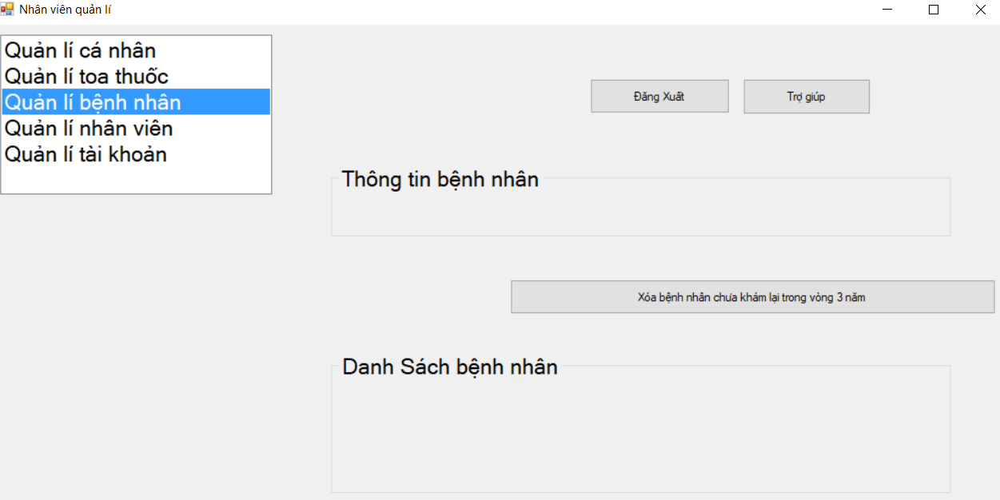 Nhân viên quản lí
Quản lí cá nhân
Quản lí toa thuốc
Quản lí bệnh nhân
Quản lí nhân viên
Quản lí tài khoản
Đăng Xuất
Trợ giúp
Thông tin bệnh nhân
Xóa bệnh nhân chưa khám lại trong vòng 3 năm
Danh Sách bệnh nhân